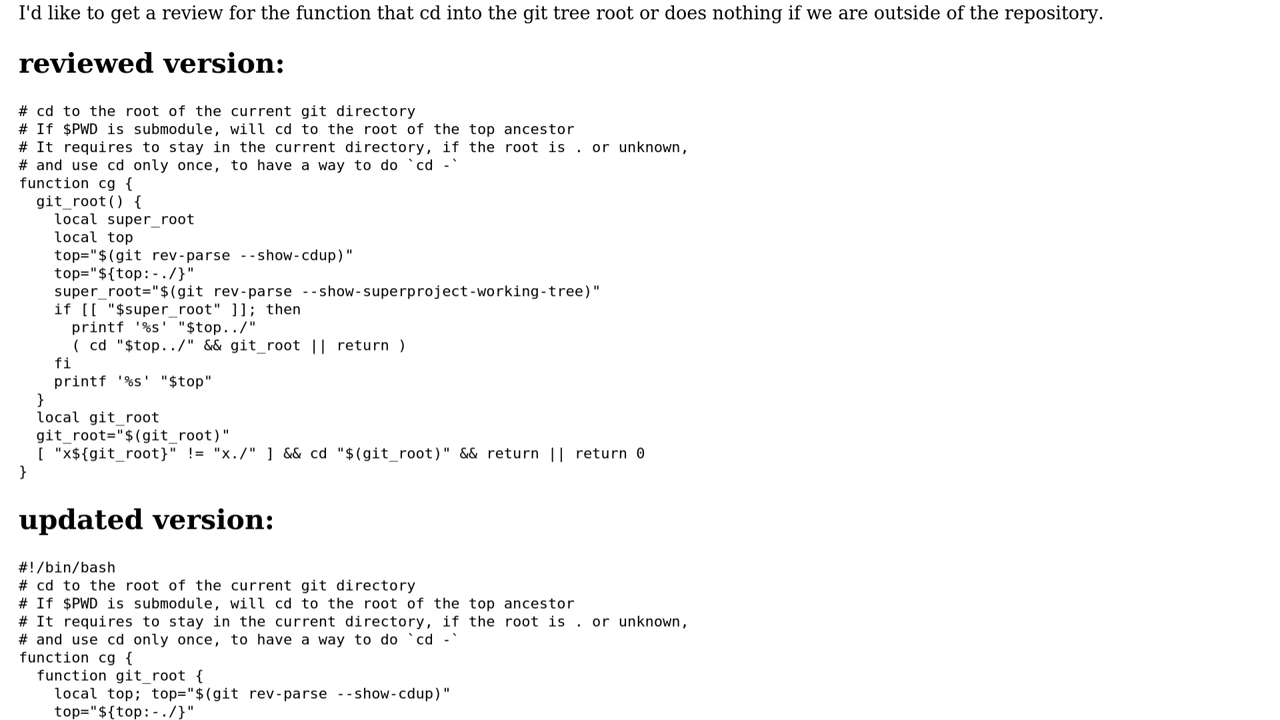 I'd like to get a review for the function that cd into the git tree root or does nothing if we are outside of the repository.
reviewed version:
# cd to the root of the current git directory
# If $PWD is submodule, will cd to the root of the top ancestor
# It requires to stay in the current directory, if the root is . or unknown,
# and use cd only once, to have a way to do `cd -`
function cg {
  git_root() {
    local super_root
    local top
    top="$(git rev-parse --show-cdup)"
    top="${top:-./}"
    super_root="$(git rev-parse --show-superproject-working-tree)"
    if [[ "$super_root" ]]; then
      printf '%s' "$top../"
      ( cd "$top../" && git_root || return )
    fi
    printf '%s' "$top"
  }
  local git_root
  git_root="$(git_root)"
  [ "x${git_root}" != "x./" ] && cd "$(git_root)" && return || return 0
}
updated version:
#!/bin/bash
# cd to the root of the current git directory
# If $PWD is submodule, will cd to the root of the top ancestor
# It requires to stay in the current directory, if the root is . or unknown,
# and use cd only once, to have a way to do `cd -`
function cg {
  function git_root {
    local top; top="$(git rev-parse --show-cdup)"
    top="${top:-./}"